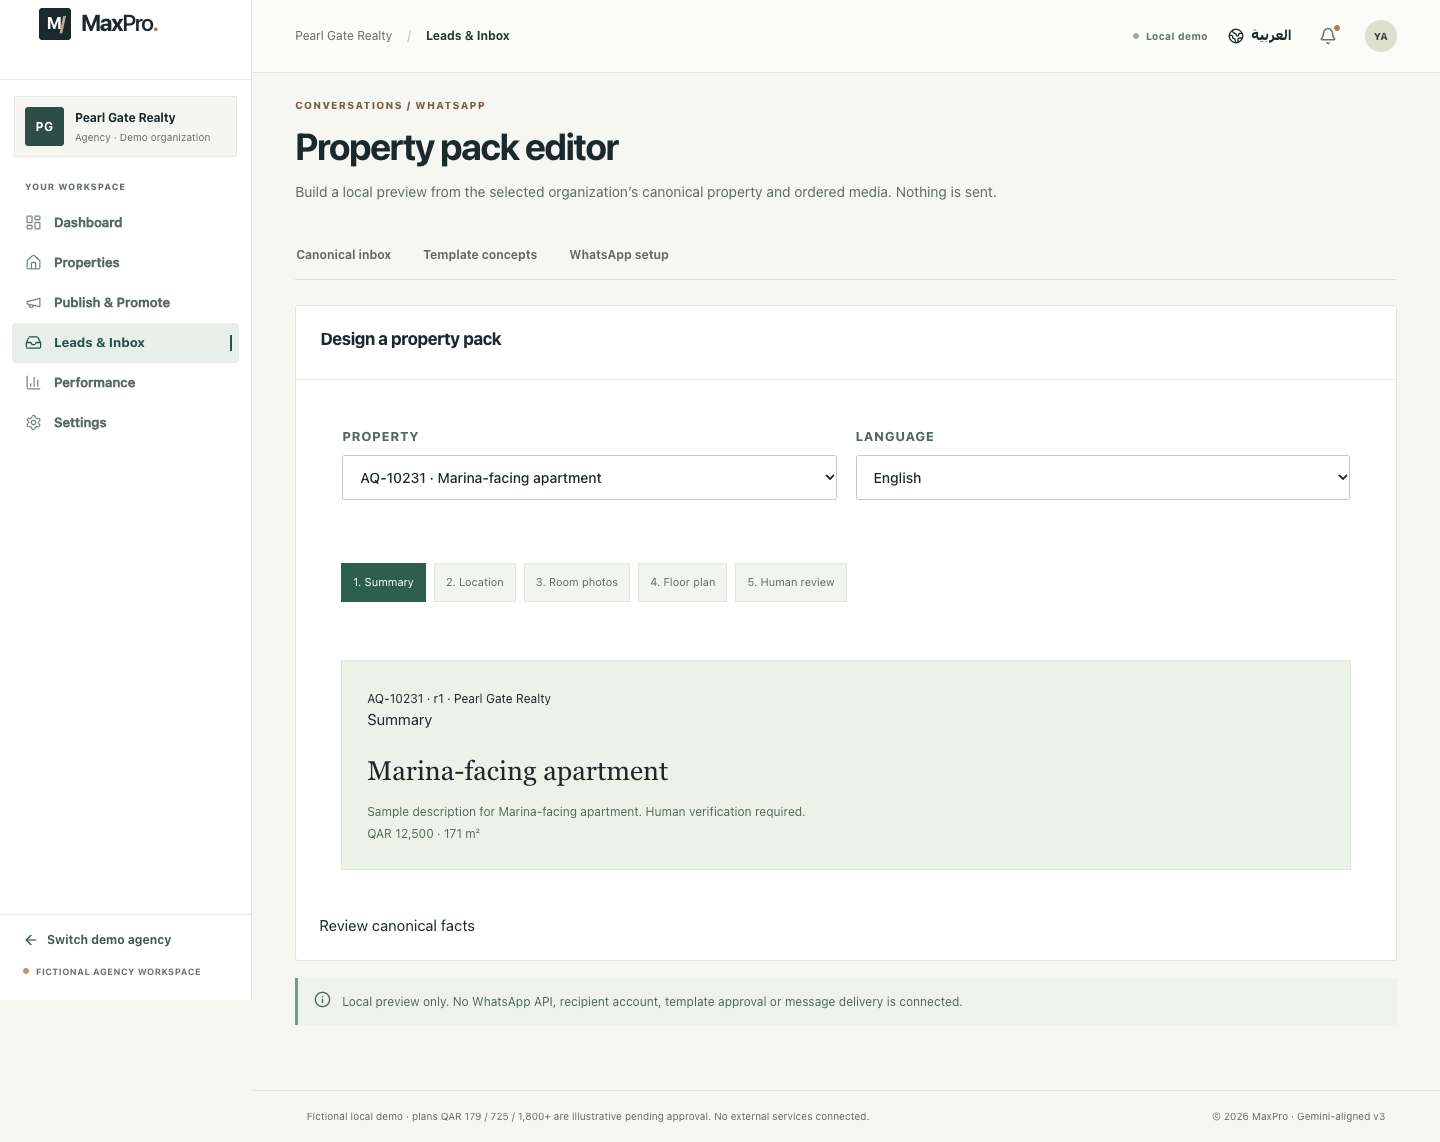 M/ MaxPro.
Pearl Gate Realty / Leads & Inbox
Local demo
العربية
YA
PG
Pearl Gate Realty
Agency · Demo organization
YOUR WORKSPACE
Dashboard
Properties
Publish & Promote
Leads & Inbox
Performance
Settings
Switch demo agency
FICTIONAL AGENCY WORKSPACE
CONVERSATIONS / WHATSAPP
Property pack editor
Build a local preview from the selected organization’s canonical property and ordered media. Nothing is sent.
Canonical inbox
Template concepts
WhatsApp setup
Design a property pack
PROPERTY
AQ-10231 · Marina-facing apartment
LANGUAGE
English
1. Summary
2. Location
3. Room photos
4. Floor plan
5. Human review
AQ-10231 · r1 · Pearl Gate Realty
Summary
Marina-facing apartment
Sample description for Marina-facing apartment. Human verification required.
QAR 12,500 · 171 m²
Review canonical facts
Local preview only. No WhatsApp API, recipient account, template approval or message delivery is connected.
Fictional local demo · plans QAR 179 / 725 / 1,800+ are illustrative pending approval. No external services connected.
© 2026 MaxPro · Gemini-aligned v3